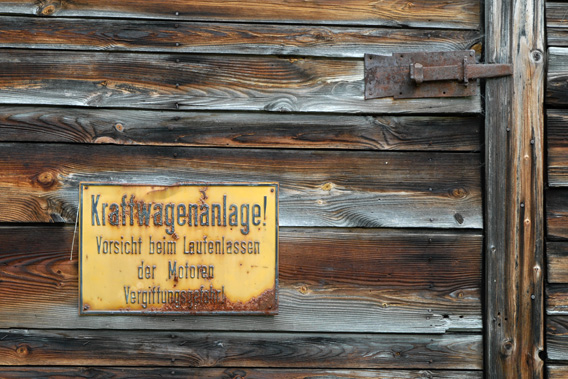 Kraftwagenanlage!
Vorsicht beim Laufenlassen
der Motoren
Vergiftungsgefahr!